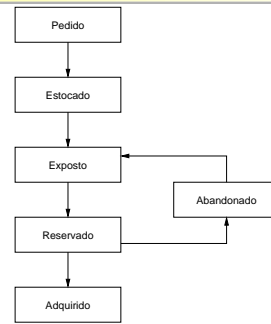 Pedido
Estocado
Exposto
Abandonado
Reservado
Adquirido